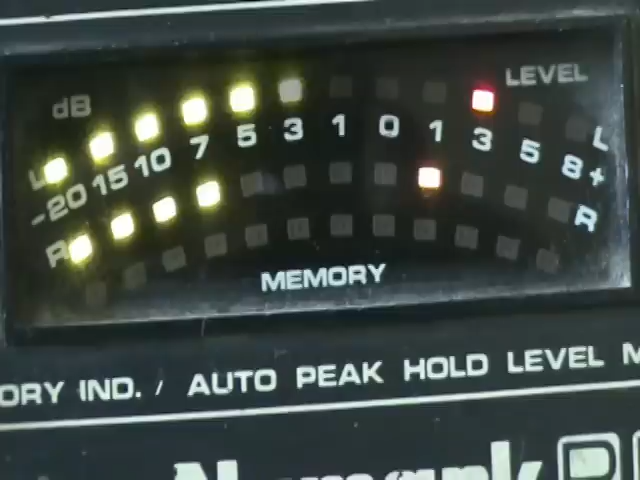 dB LEVEL
L -20 15 10 7 5 3 1 0 1 3 5 8+ L
R R
MEMORY
ORY IND. / AUTO PEAK HOLD LEVEL M